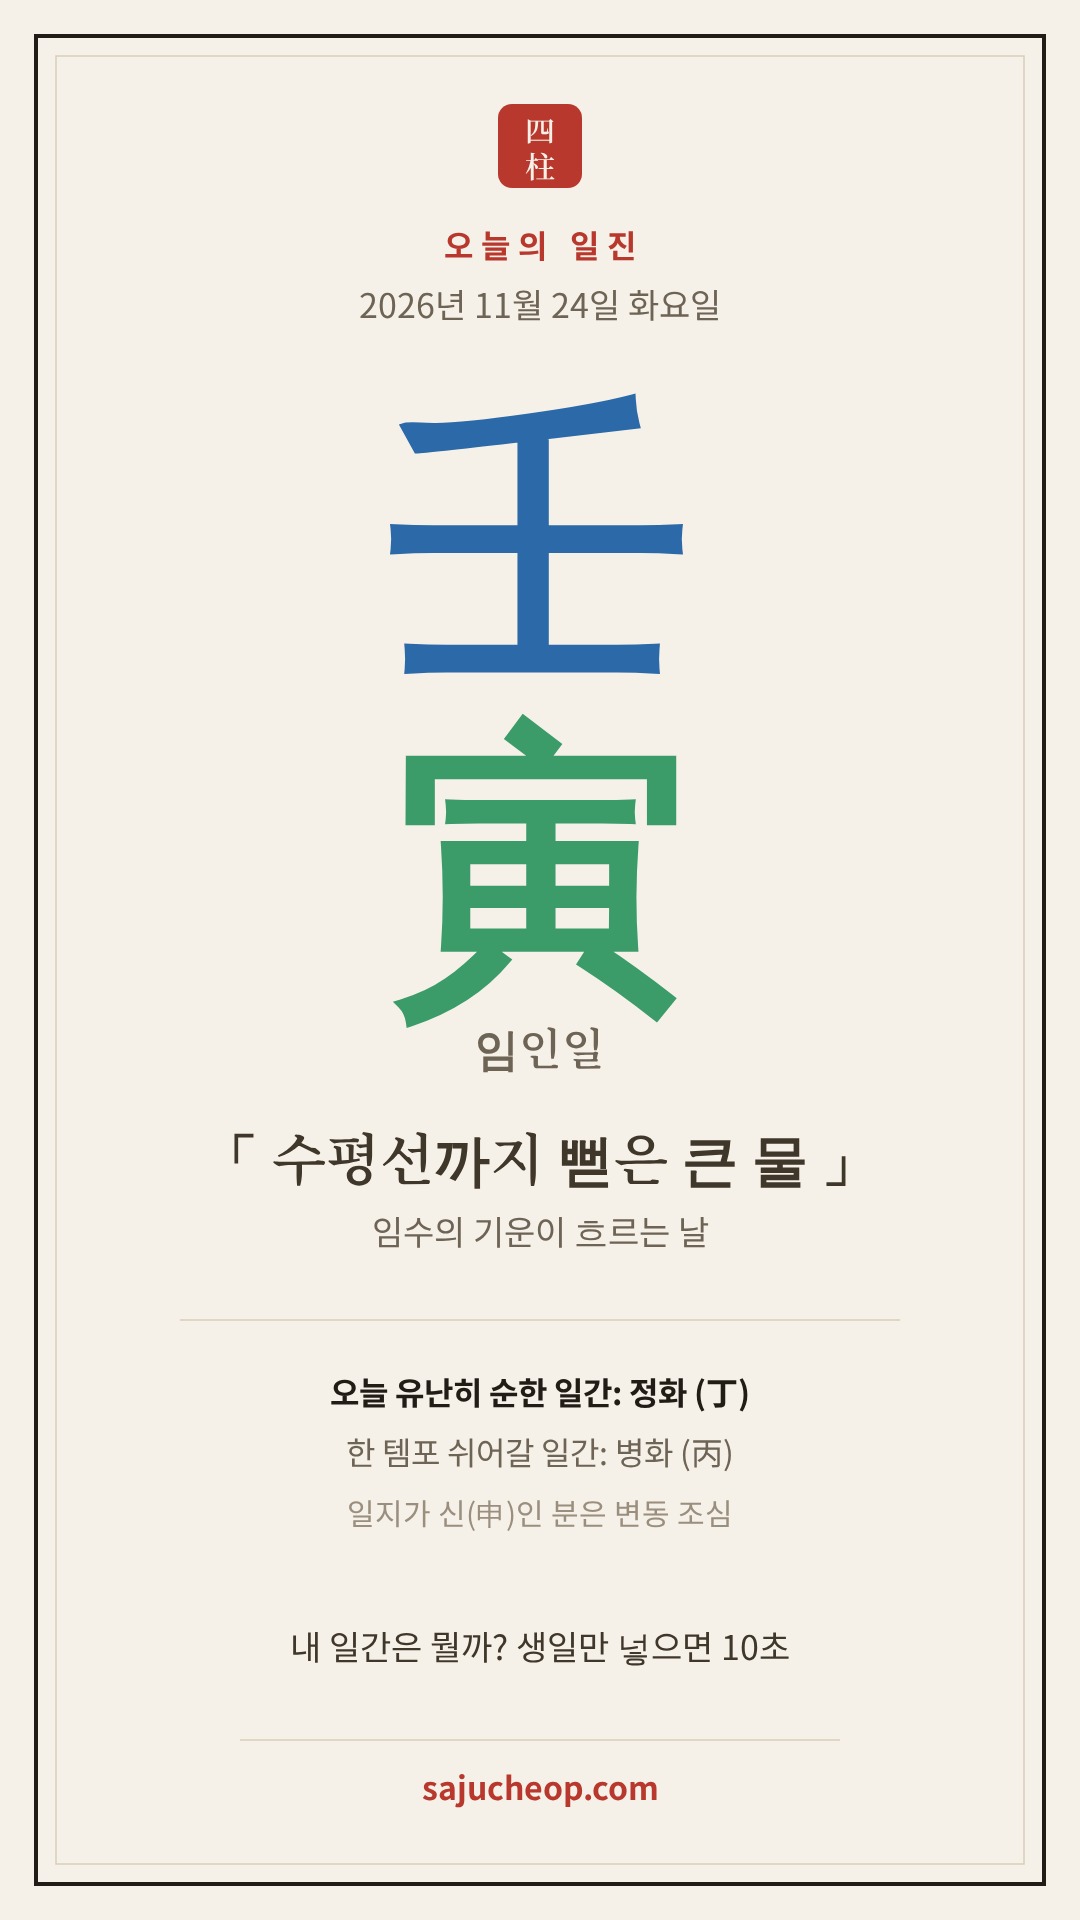 四
柱
오늘의 일진
2026년 11월 24일 화요일
壬
寅
임인일
「 수평선까지 뻗은 큰 물 」
임수의 기운이 흐르는 날
오늘 유난히 순한 일간: 정화 (丁)
한 템포 쉬어갈 일간: 병화 (丙)
일지가 신(申)인 분은 변동 조심
내 일간은 뭘까? 생일만 넣으면 10초
sajucheop.com